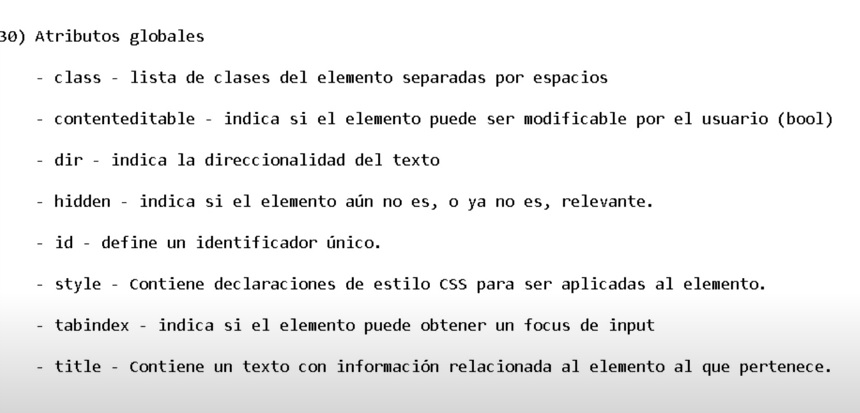 30) Atributos globales
- class - lista de clases del elemento separadas por espacios
- contenteditable - indica si el elemento puede ser modificable por el usuario (bool)
- dir - indica la direccionalidad del texto
- hidden - indica si el elemento aún no es, o ya no es, relevante.
- id - define un identificador único.
- style - Contiene declaraciones de estilo CSS para ser aplicadas al elemento.
- tabindex - indica si el elemento puede obtener un focus de input
- title - Contiene un texto con información relacionada al elemento al que pertenece.